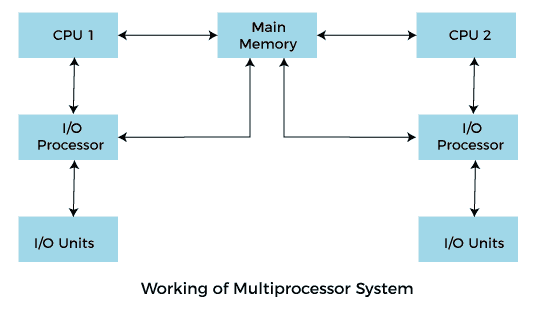 CPU 1
Main
Memory
CPU 2
I/O
Processor
I/O
Processor
I/O Units
I/O Units
Working of Multiprocessor System